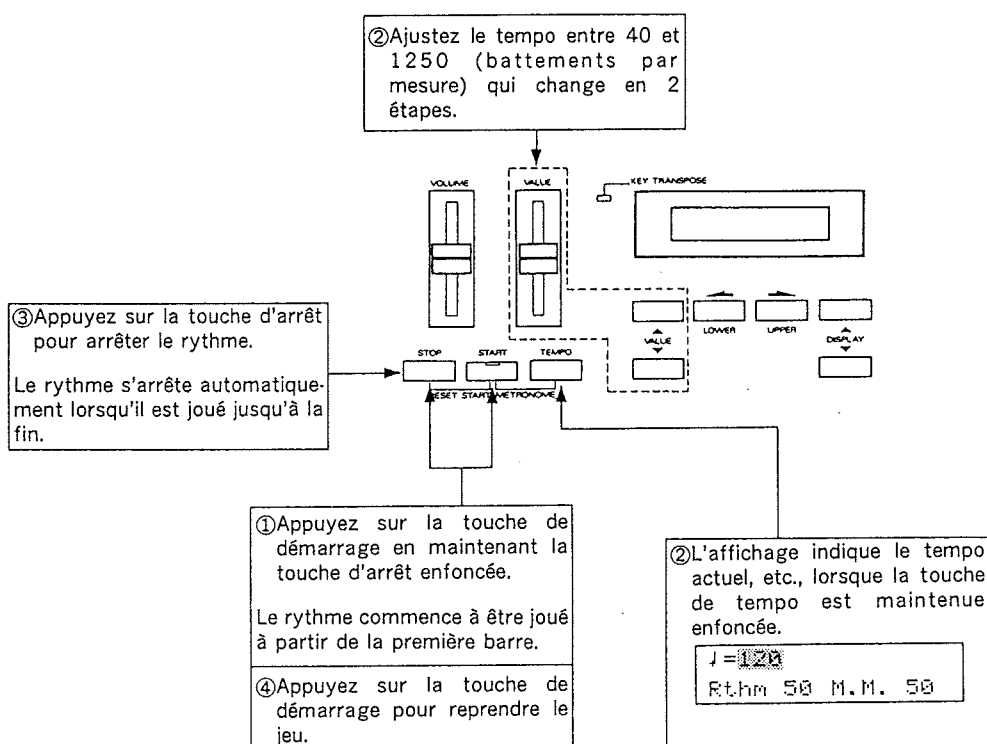 ②Ajustez le tempo entre 40 et
1250 (battements par
mesure) qui change en 2
étapes.
VOLUME
VALUE
KEY TRANSPOSE
③Appuyez sur la touche d'arrêt
pour arrêter le rythme.
Le rythme s'arrête automatique-
ment lorsqu'il est joué jusqu'à la
fin.
VALUE
LOWER
UPPER
DISPLAY
STOP
START
TEMPO
RESET START
METRONOME
①Appuyez sur la touche de
démarrage en maintenant la
touche d'arrêt enfoncée.
Le rythme commence à être joué
à partir de la première barre.
④Appuyez sur la touche de
démarrage pour reprendre le
jeu.
②L'affichage indique le tempo
actuel, etc., lorsque la touche
de tempo est maintenue
enfoncée.
♩=120
Rthm 50 M.M. 50